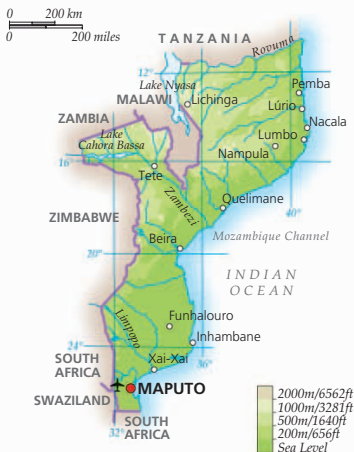 0 200 km
0 200 miles
TANZANIA
Rovuma
12°
Lake Nyasa
Pemba
MALAWI
Lichinga
Lúrio
ZAMBIA
Nacala
Lake
Cahora Bassa
Lumbo
Nampula
16°
Tete
Zambezi
Quelimane
40°
ZIMBABWE
Beira
Mozambique Channel
20°
INDIAN
OCEAN
Limpopo
Funhalouro
Inhambane
24°
Xai-Xai
36°
SOUTH
AFRICA
MAPUTO
SWAZILAND
32°
SOUTH
AFRICA
2000m/6562ft
1000m/3281ft
500m/1640ft
200m/656ft
Sea Level